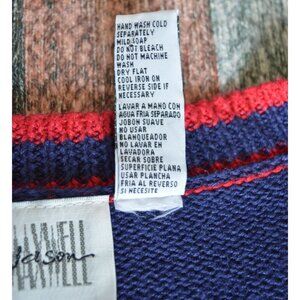 HAND WASH COLD
SEPARATELY
MILD SOAP
DO NOT BLEACH
DO NOT MACHINE
WASH
DRY FLAT
COOL IRON ON
REVERSE SIDE IF
NECESSARY
LAVAR A MANO CON
AGUA FRIA SEPARADO
JOBON SUAVE
NO USAR
BLANQUEADOR
NO LAVAR EN
LAVADORA
SECAR SOBRE
SUPERFICIE PLANA
USAR PLANCHA
FRIA AL REVERSO
SI NECESITE
Jason